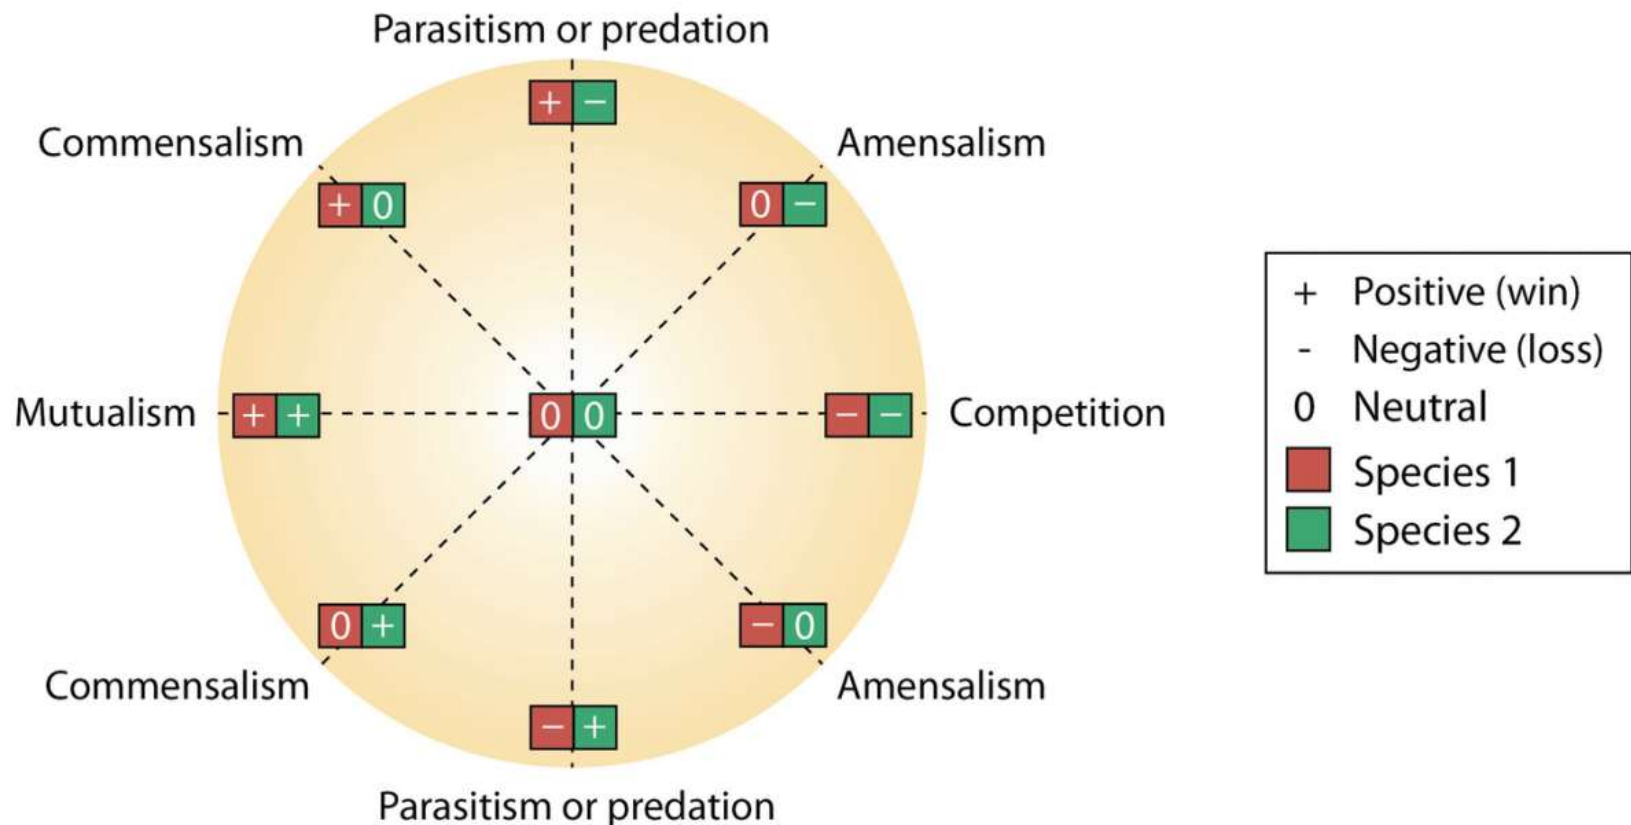 Parasitism or predation
+ −
Commensalism
Amensalism
+ 0
0 −
Mutualism
+ +
0 0
− −
Competition
0 +
− 0
Commensalism
Amensalism
− +
Parasitism or predation
+ Positive (win)
- Negative (loss)
0 Neutral
Species 1
Species 2